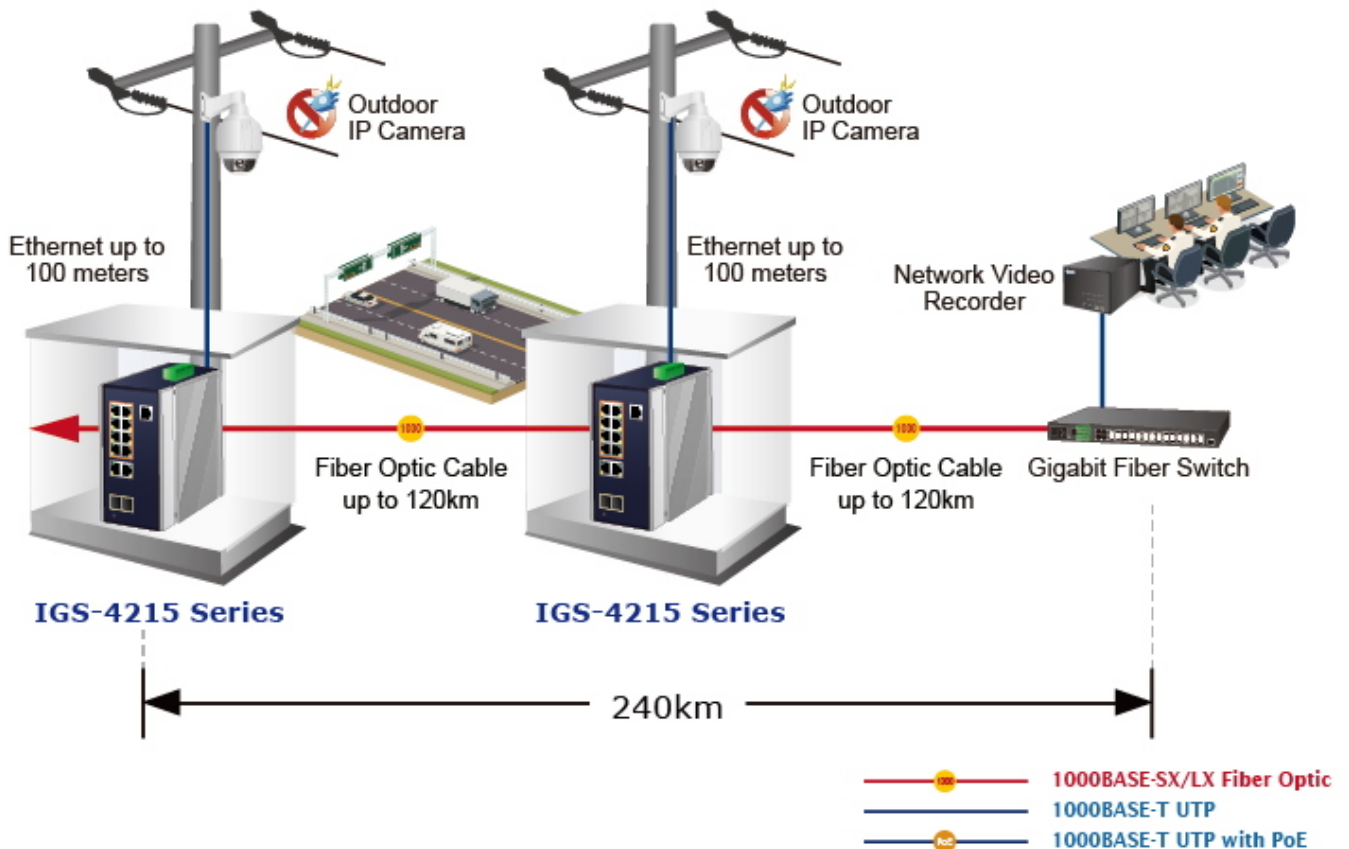 Outdoor
IP Camera
Outdoor
IP Camera
Ethernet up to
100 meters
Ethernet up to
100 meters
Network Video
Recorder
1000
1000
Fiber Optic Cable
up to 120km
Fiber Optic Cable
up to 120km
Gigabit Fiber Switch
IGS-4215 Series
IGS-4215 Series
240km
1000
1000BASE-SX/LX Fiber Optic
1000BASE-T UTP
PoE
1000BASE-T UTP with PoE